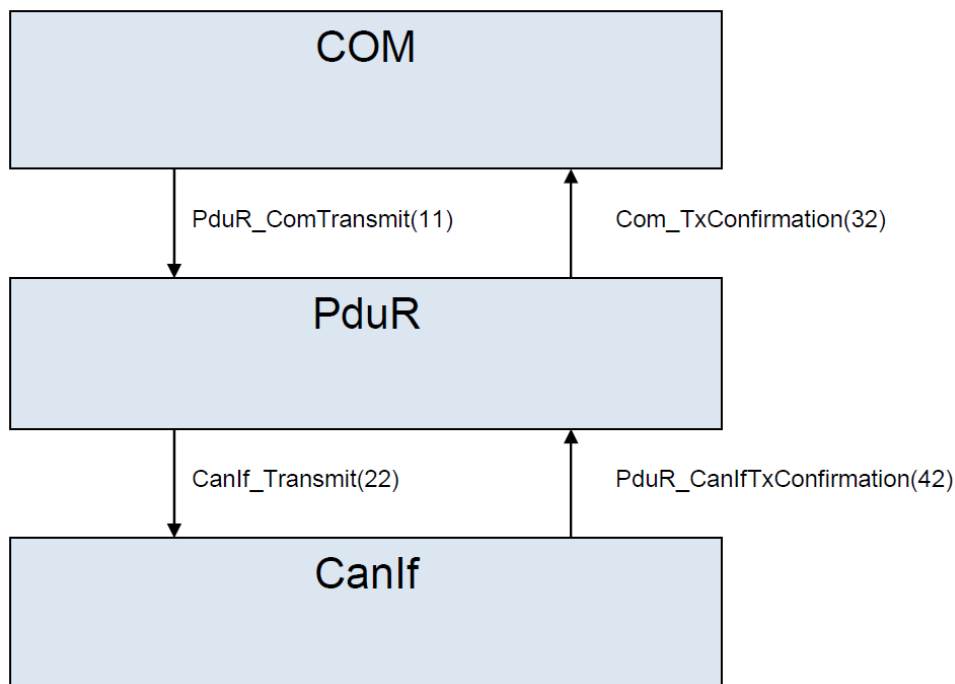 COM
PduR_ComTransmit(11)
Com_TxConfirmation(32)
PduR
CanIf_Transmit(22)
PduR_CanIfTxConfirmation(42)
CanIf